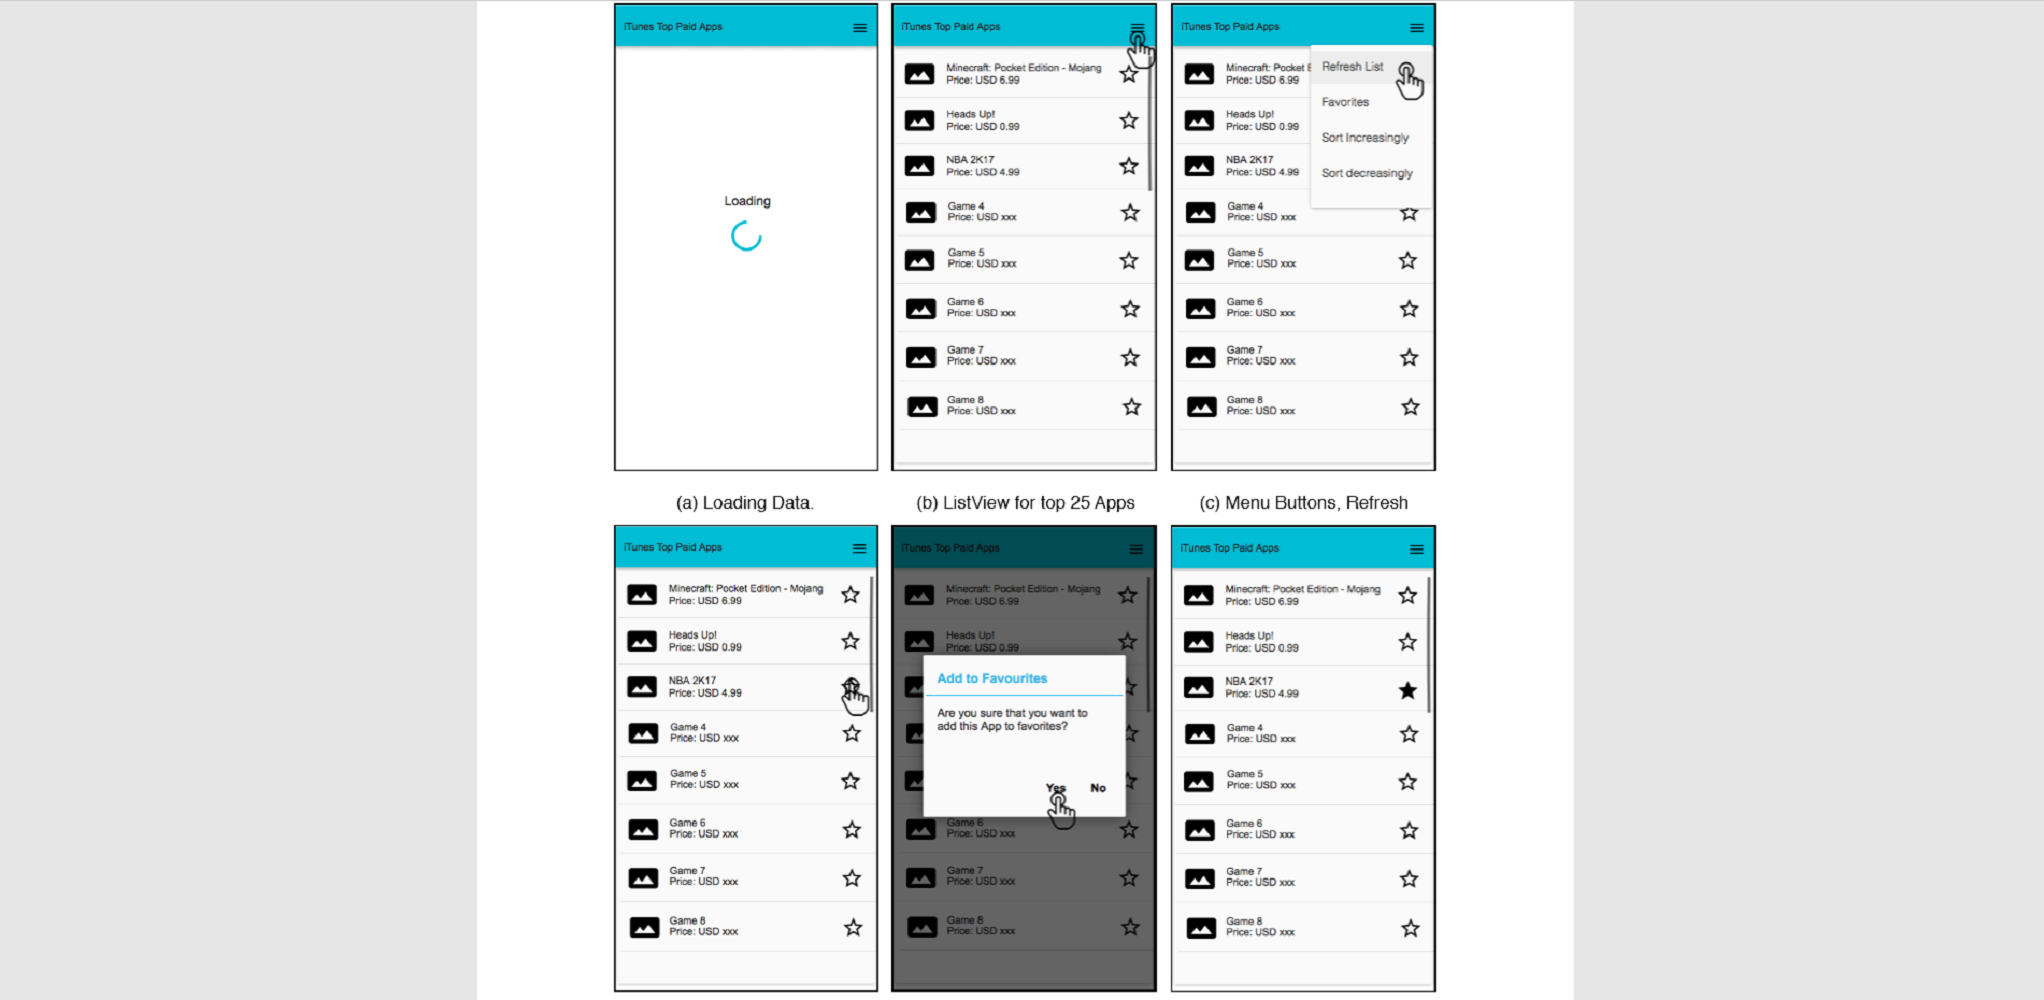 iTunes Top Paid Apps
Loading
(a) Loading Data.
iTunes Top Paid Apps
Minecraft: Pocket Edition - Mojang
Price: USD 6.99
Heads Up!
Price: USD 0.99
NBA 2K17
Price: USD 4.99
Game 4
Price: USD xxx
Game 5
Price: USD xxx
Game 6
Price: USD xxx
Game 7
Price: USD xxx
Game 8
Price: USD xxx
(b) ListView for top 25 Apps
iTunes Top Paid Apps
Minecraft: Pocket E
Price: USD 6.99
Heads Up!
Price: USD 0.99
NBA 2K17
Price: USD 4.99
Game 4
Price: USD xxx
Game 5
Price: USD xxx
Game 6
Price: USD xxx
Game 7
Price: USD xxx
Game 8
Price: USD xxx
Refresh List
Favorites
Sort Increasingly
Sort decreasingly
(c) Menu Buttons, Refresh
iTunes Top Paid Apps
Minecraft: Pocket Edition - Mojang
Price: USD 6.99
Heads Up!
Price: USD 0.99
NBA 2K17
Price: USD 4.99
Game 4
Price: USD xxx
Game 5
Price: USD xxx
Game 6
Price: USD xxx
Game 7
Price: USD xxx
Game 8
Price: USD xxx
iTunes Top Paid Apps
Minecraft: Pocket Edition - Mojang
Price: USD 6.99
Heads Up!
Price: USD 0.99
Add to Favourites
Are you sure that you want to
add this App to favorites?
Yes No
Game 6
Price: USD xxx
Game 7
Price: USD xxx
Game 8
Price: USD xxx
iTunes Top Paid Apps
Minecraft: Pocket Edition - Mojang
Price: USD 6.99
Heads Up!
Price: USD 0.99
NBA 2K17
Price: USD 4.99
Game 4
Price: USD xxx
Game 5
Price: USD xxx
Game 6
Price: USD xxx
Game 7
Price: USD xxx
Game 8
Price: USD xxx